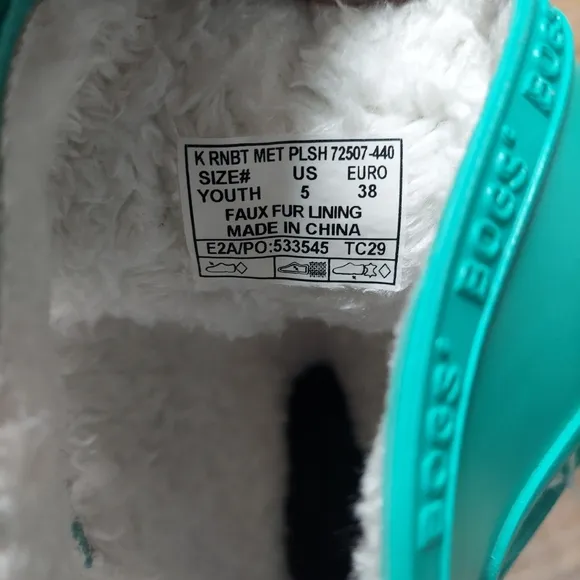 K RNBT MET PLSH 72507-440
SIZE# US EURO
YOUTH 5 38
FAUX FUR LINING
MADE IN CHINA
E2A/PO:533545 TC29
BOGS'
BOGS'
BOGS'